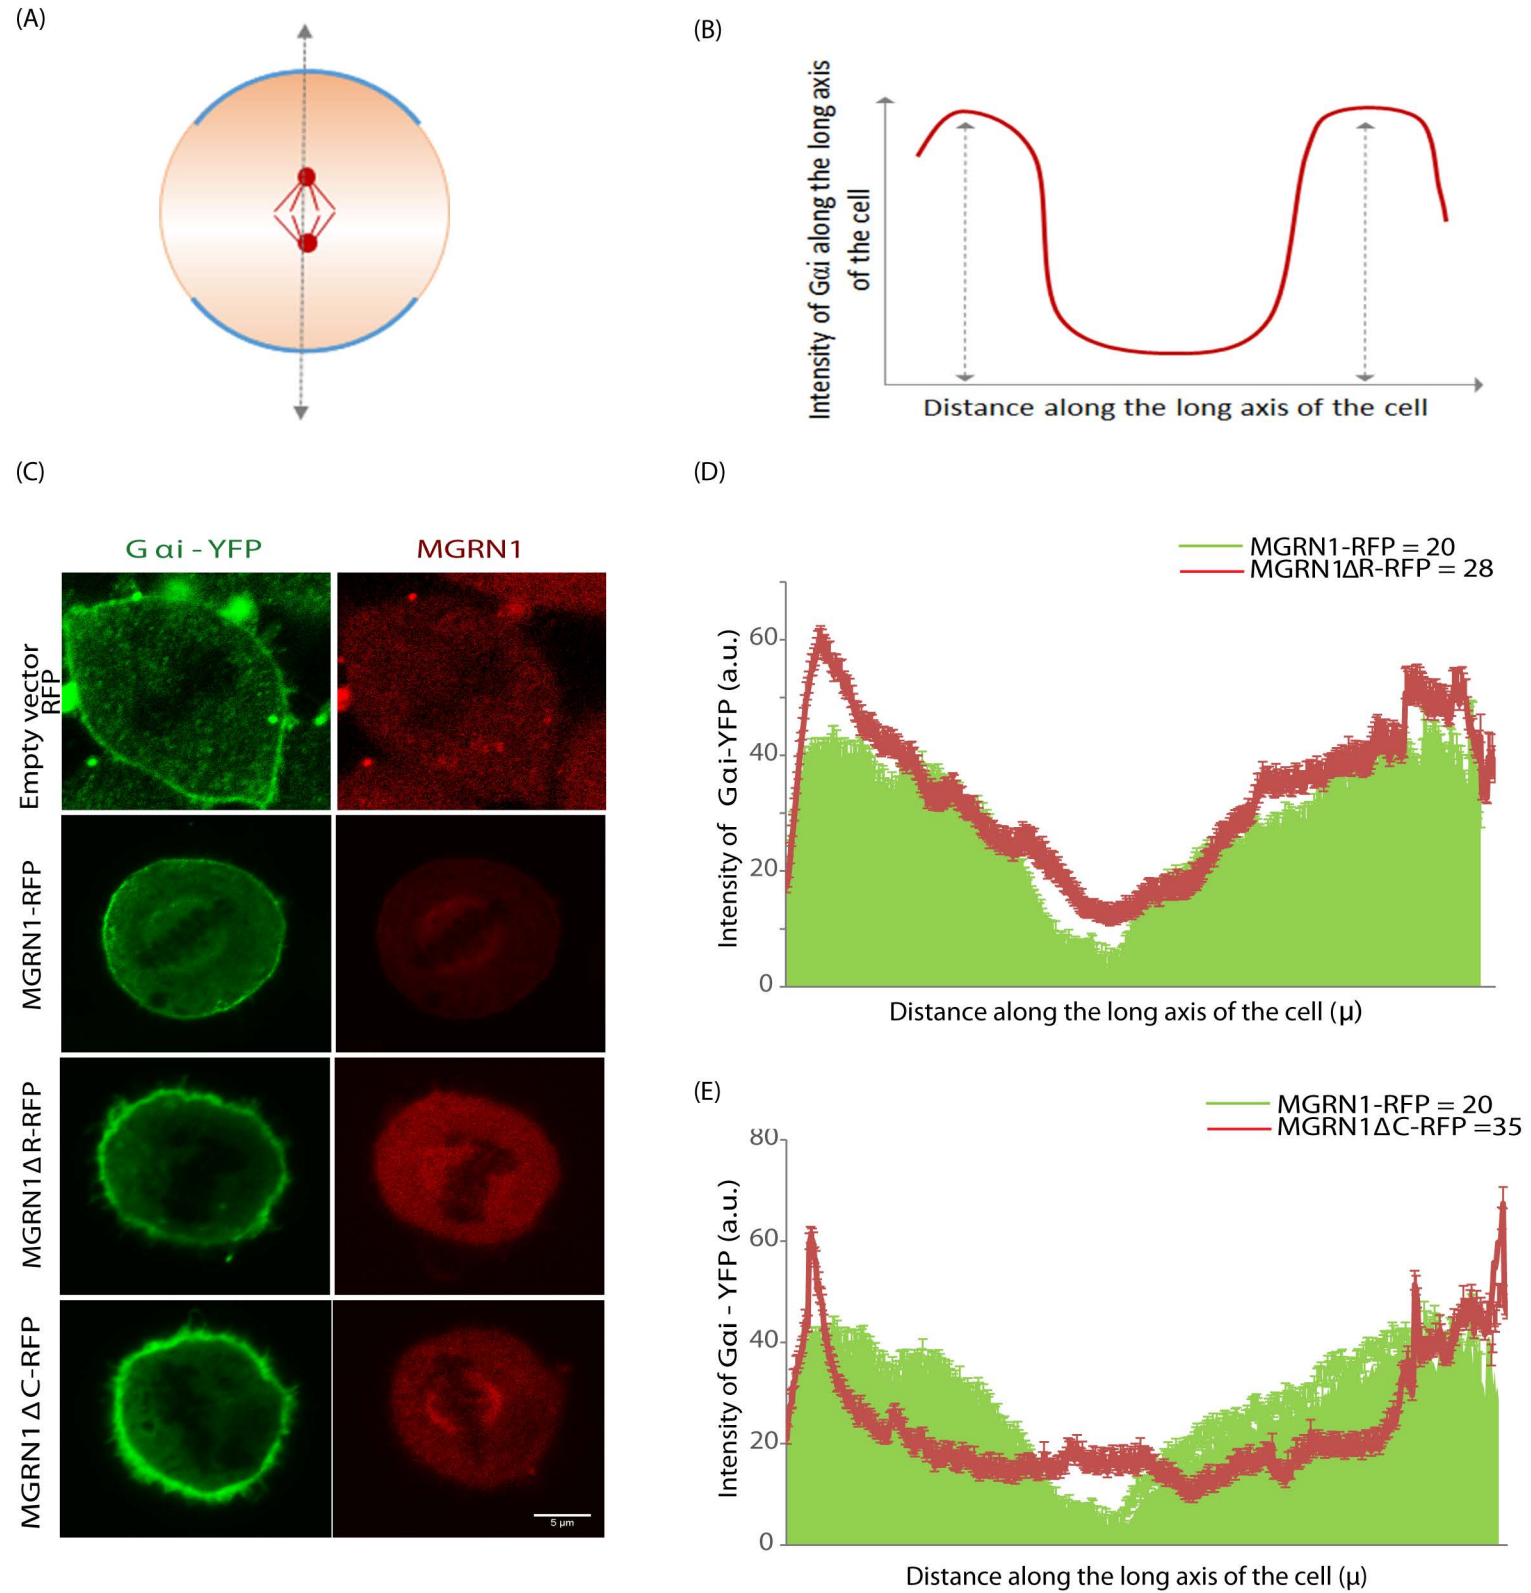 (A)
(B)
Intensity of Gαi along the long axis
of the cell
Distance along the long axis of the cell
(C)
G αi - YFP
MGRN1
Empty vector
RFP
MGRN1-RFP
MGRN1ΔR-RFP
MGRN1ΔC-RFP
5 µm
(D)
MGRN1-RFP = 20
MGRN1ΔR-RFP = 28
Intensity of Gαi-YFP (a.u.)
60
40
20
0
Distance along the long axis of the cell (µ)
(E)
MGRN1-RFP = 20
MGRN1ΔC-RFP =35
Intensity of Gαi - YFP (a.u.)
80
60
40
20
0
Distance along the long axis of the cell (µ)